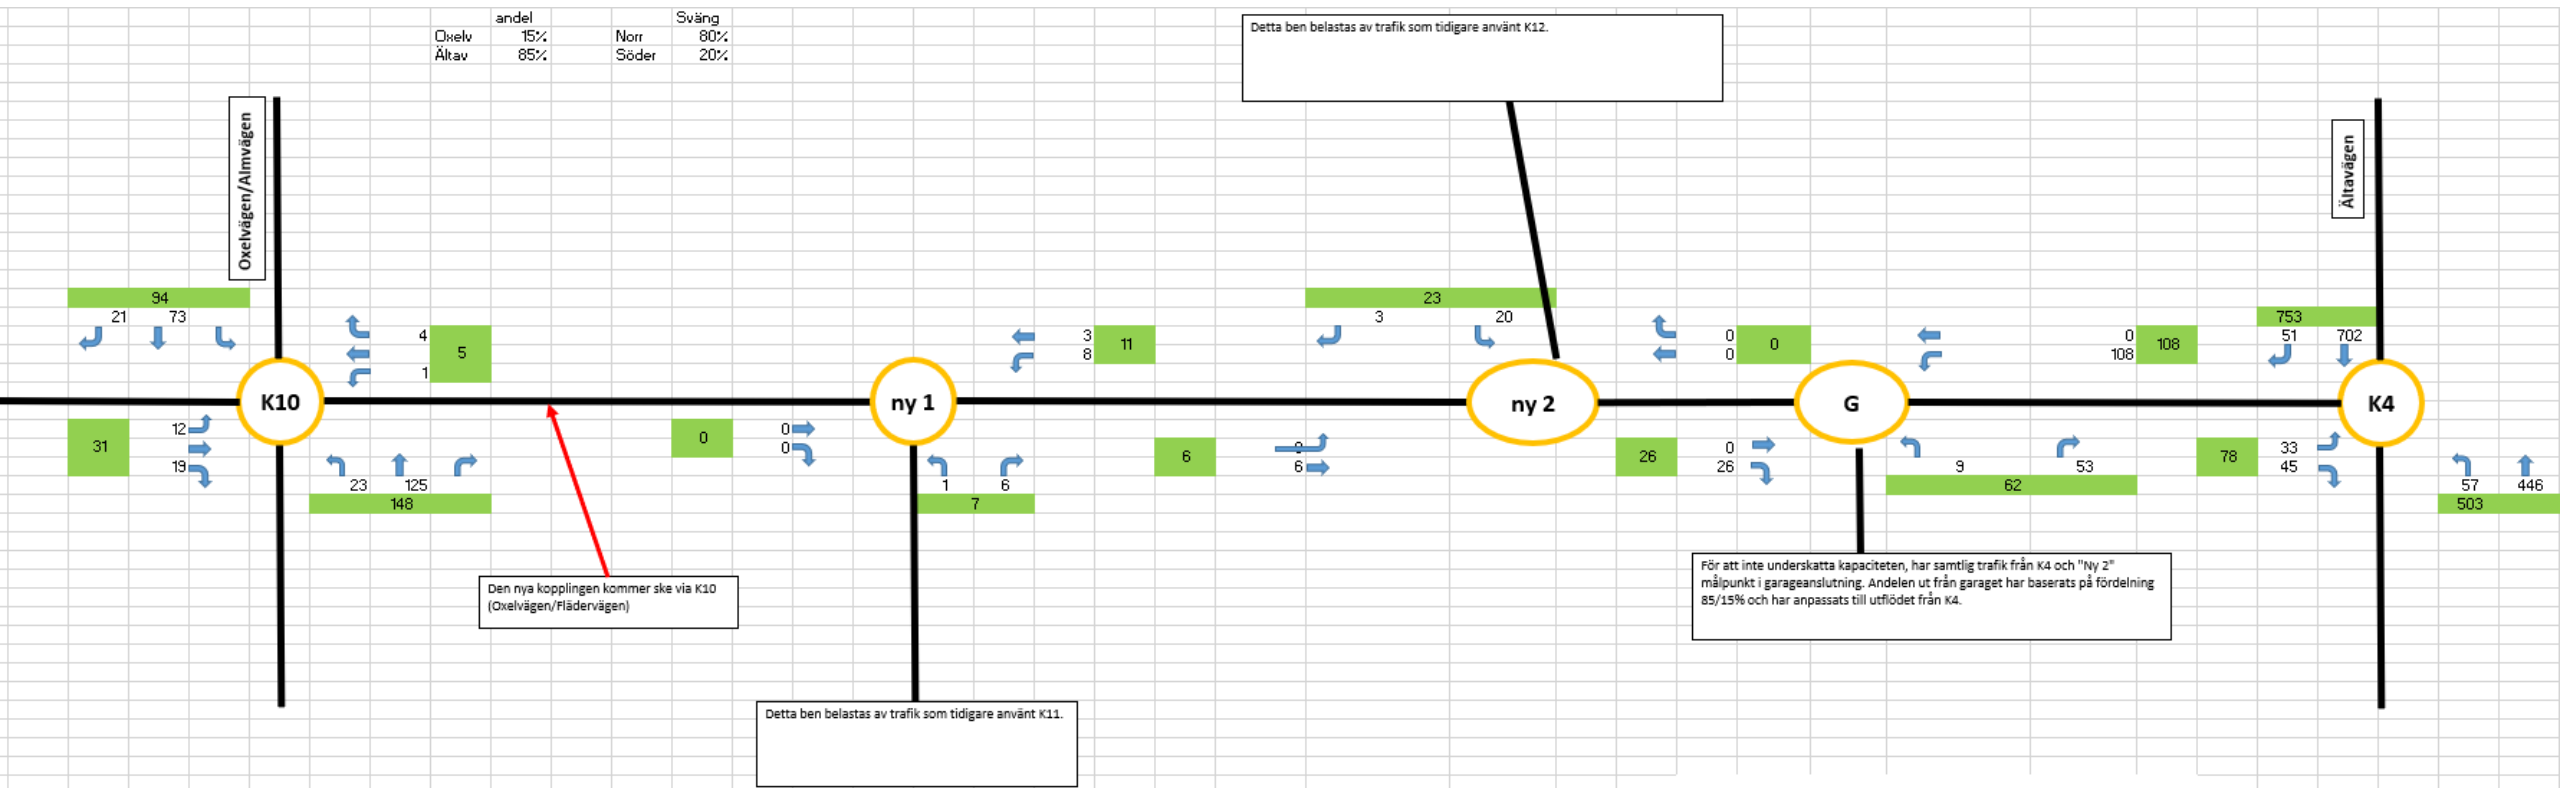 andel Sväng
Oxelv 15% Norr 80%
Ältav 85% Söder 20%
Detta ben belastas av trafik som tidigare använt K12.
Oxelvägen/Almvägen
Ältavägen
94
21 73
4
1
5
3
8
11
23
3 20
0
0
0
0
108
108
753
51 702
K10
ny 1
ny 2
G
K4
31
12
19
23 125
148
0
0
0
1 6
7
6
6
26
0
26
9 53
62
78
33
45
57 446
503
Den nya kopplingen kommer ske via K10
(Oxelvägen/Flädervägen)
För att inte underskatta kapaciteten, har samtlig trafik från K4 och "Ny 2"
målpunkt i garageanslutning. Andelen ut från garaget har baserats på fördelning
85/15% och har anpassats till utflödet från K4.
Detta ben belastas av trafik som tidigare använt K11.